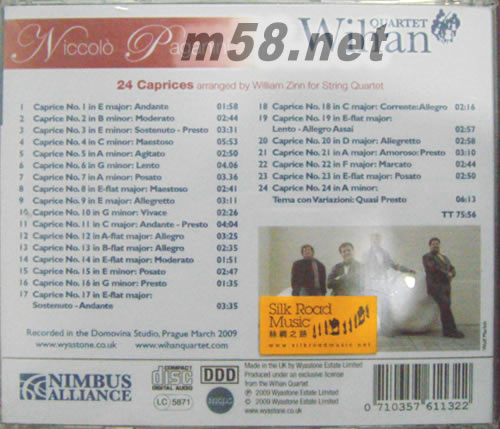 m58.net
Niccolò Paganini
QUARTET
Wihan
24 Caprices arranged by William Zinn for String Quartet
1 Caprice No. 1 in E major: Andante 01:58
2 Caprice No. 2 in B minor: Moderato 02:44
3 Caprice No. 3 in E minor: Sostenuto - Presto 03:31
4 Caprice No. 4 in C minor: Maestoso 05:53
5 Caprice No. 5 in A minor: Agitato 02:50
6 Caprice No. 6 in G minor: Lento 04.06
7 Caprice No. 7 in A minor: Posato 03.36
8 Caprice No. 8 in E-flat major: Maestoso 02:41
9 Caprice No. 9 in E major: Allegretto 03:11
10 Caprice No. 10 in G minor: Vivace 02:26
11 Caprice No. 11 in C major: Andante - Presto 04:04
12 Caprice No. 12 in A-flat major: Allegro 03:25
13 Caprice No. 13 in B-flat major: Allegro 02:35
14 Caprice No. 14 in E-flat major: Moderato 01:51
15 Caprice No. 15 in E minor: Posato 02:47
16 Caprice No. 16 in G minor: Presto 01:35
17 Caprice No. 17 in E-flat major:
Sostenuto - Andante 03:35
18 Caprice No. 18 in C major: Corrente: Allegro 02:16
19 Caprice No. 19 in E-flat major:
Lento - Allegro Assai 02:57
20 Caprice No. 20 in D major: Allegretto 02:58
21 Caprice No. 21 in A major: Amoroso: Presto 03:10
22 Caprice No. 22 in F major: Marcato 02:44
23 Caprice No. 23 in E-flat major: Posato 02:50
24 Caprice No. 24 in A minor:
Tema con Variazioni: Quasi Presto 06:13
TT 75:56
Silk Road
Music
絲綢之路
www.silkroadmusic.net
Recorded in the Domovina Studio, Prague March 2009
www.wyastone.co.uk www.wihanquartet.com
NIMBUS
ALLIANCE
COMPACT
disc
DIGITAL AUDIO
LC 5871
DDD
Made in the UK by Wyastone Estate Limited
Produced under an exclusive license
from the Wihan Quartet
℗ 2009 Wyastone Estate Limited
© 2009 Wyastone Estate Limited
www.wyastone.co.uk
0 710357 611322